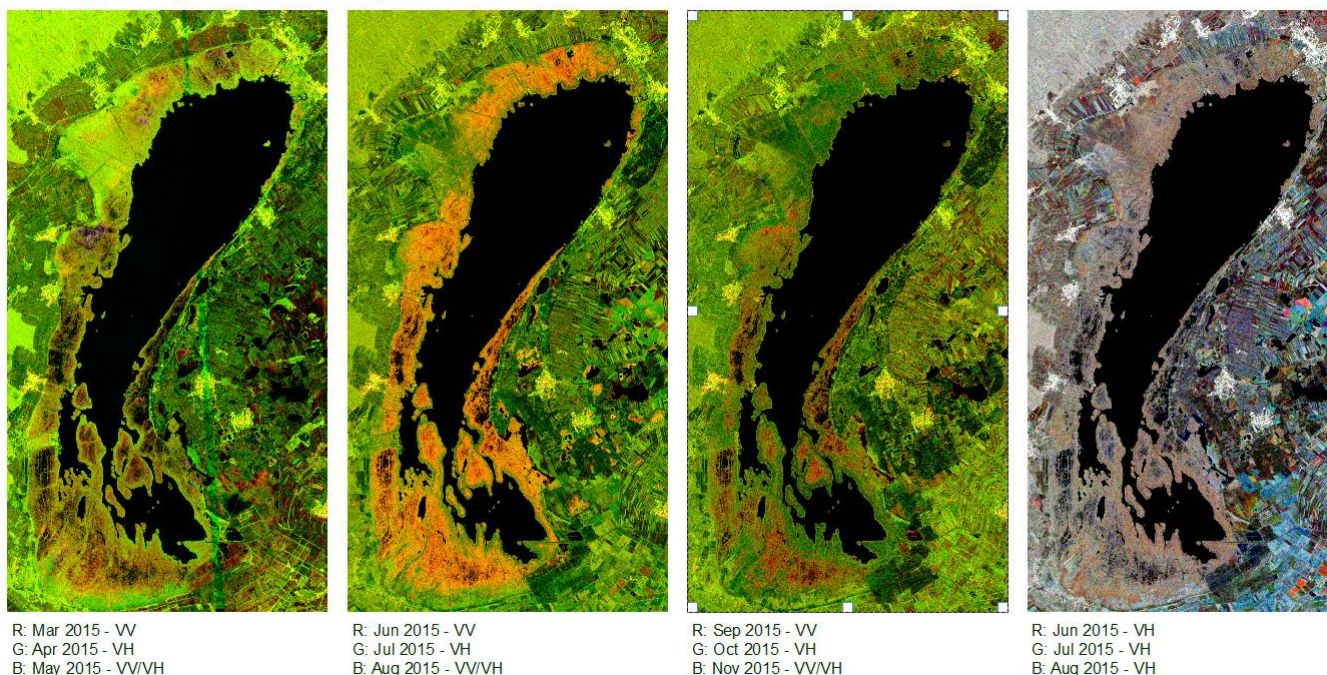 R: Mar 2015 - VV
G: Apr 2015 - VH
B: May 2015 - VV/VH
R: Jun 2015 - VV
G: Jul 2015 - VH
B: Aug 2015 - VV/VH
R: Sep 2015 - VV
G: Oct 2015 - VH
B: Nov 2015 - VV/VH
R: Jun 2015 - VH
G: Jul 2015 - VH
B: Aug 2015 - VH